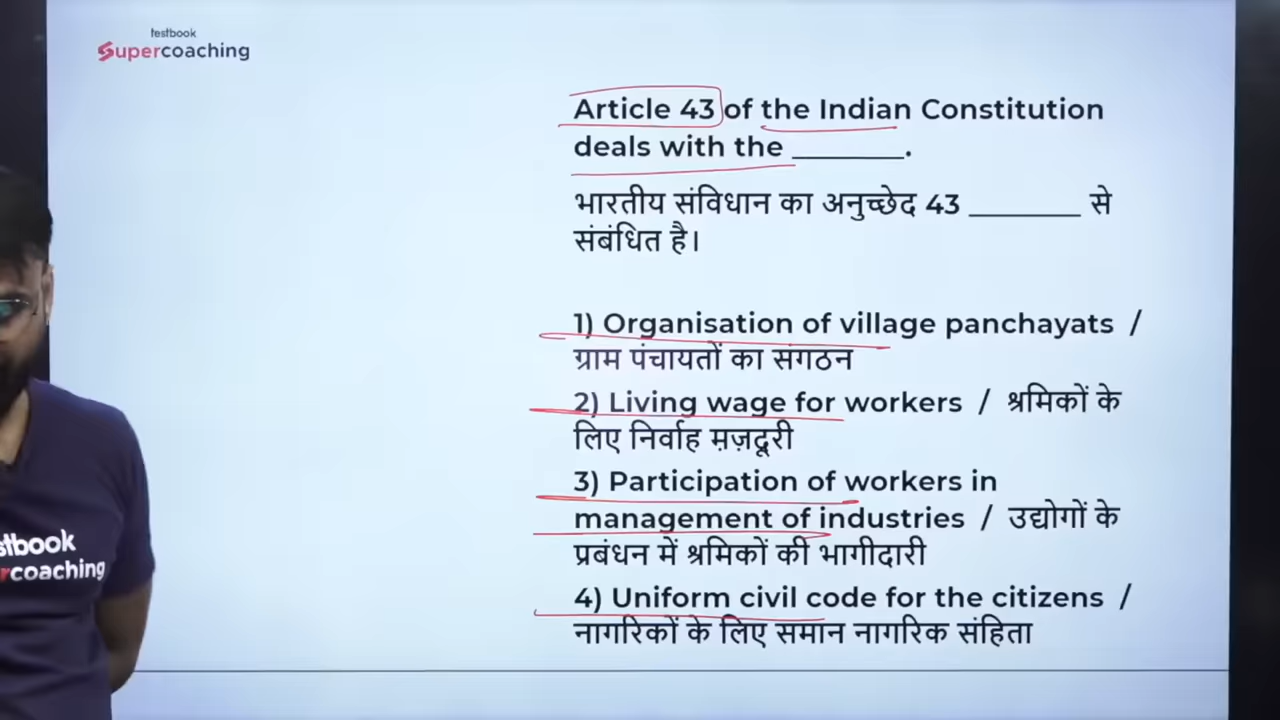 testbook
Supercoaching
Article 43 of the Indian Constitution
deals with the ________.
भारतीय संविधान का अनुच्छेद 43 ________ से
संबंधित है।
1) Organisation of village panchayats /
ग्राम पंचायतों का संगठन
2) Living wage for workers / श्रमिकों के
लिए निर्वाह म़ज़दूरी
3) Participation of workers in
management of industries / उद्योगों के
प्रबंधन में श्रमिकों की भागीदारी
4) Uniform civil code for the citizens /
नागरिकों के लिए समान नागरिक संहिता
stbook
rcoaching